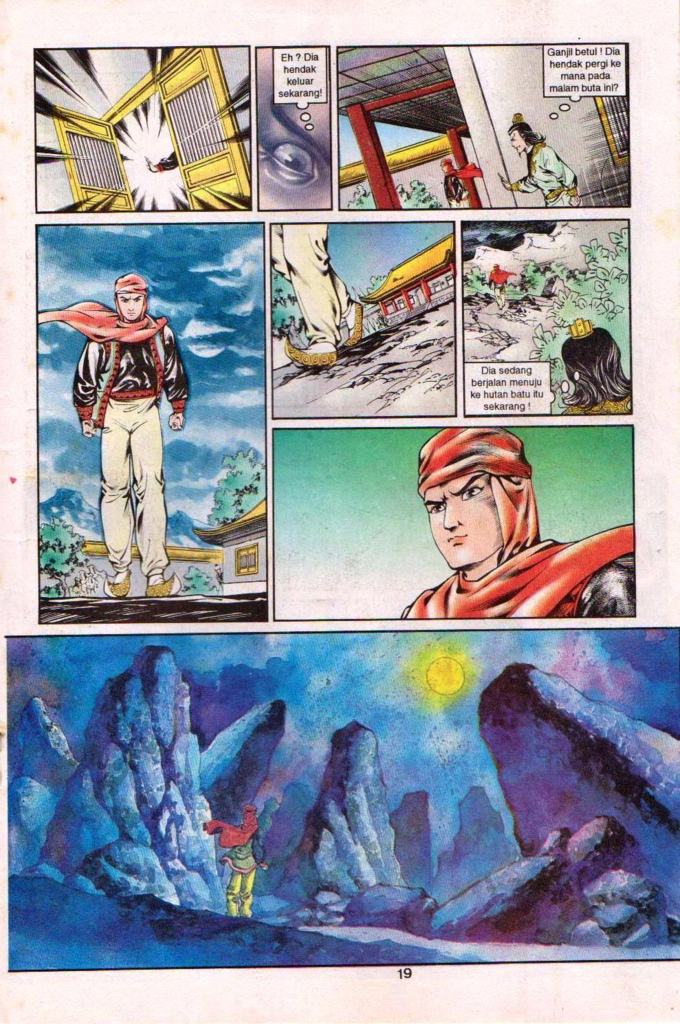 Eh ? Dia
hendak
keluar
sekarang!
Ganjil betul ! Dia
hendak pergi ke
mana pada
malam buta ini?
Dia sedang
berjalan menuju
ke hutan batu itu
sekarang !
19